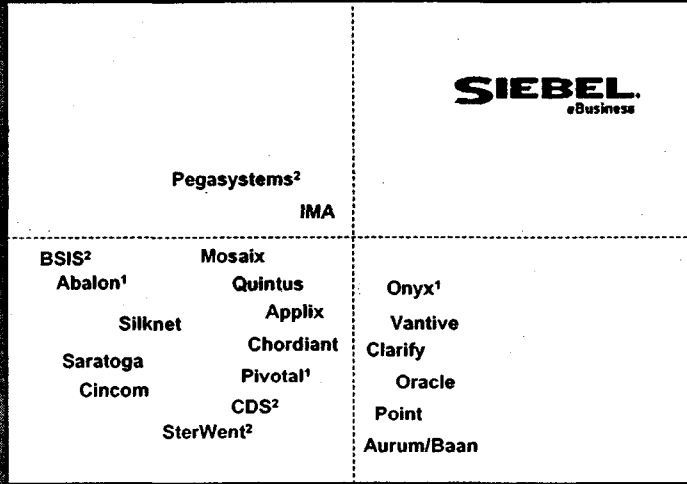 SIEBEL.
eBusiness
Pegasystems²
IMA
BSIS²
Mosaix
Abalon¹
Quintus
Onyx¹
Applix
Silknet
Vantive
Chordiant
Clarify
Saratoga
Pivotal¹
Oracle
Cincom
CDS²
Point
SterWent²
Aurum/Baan